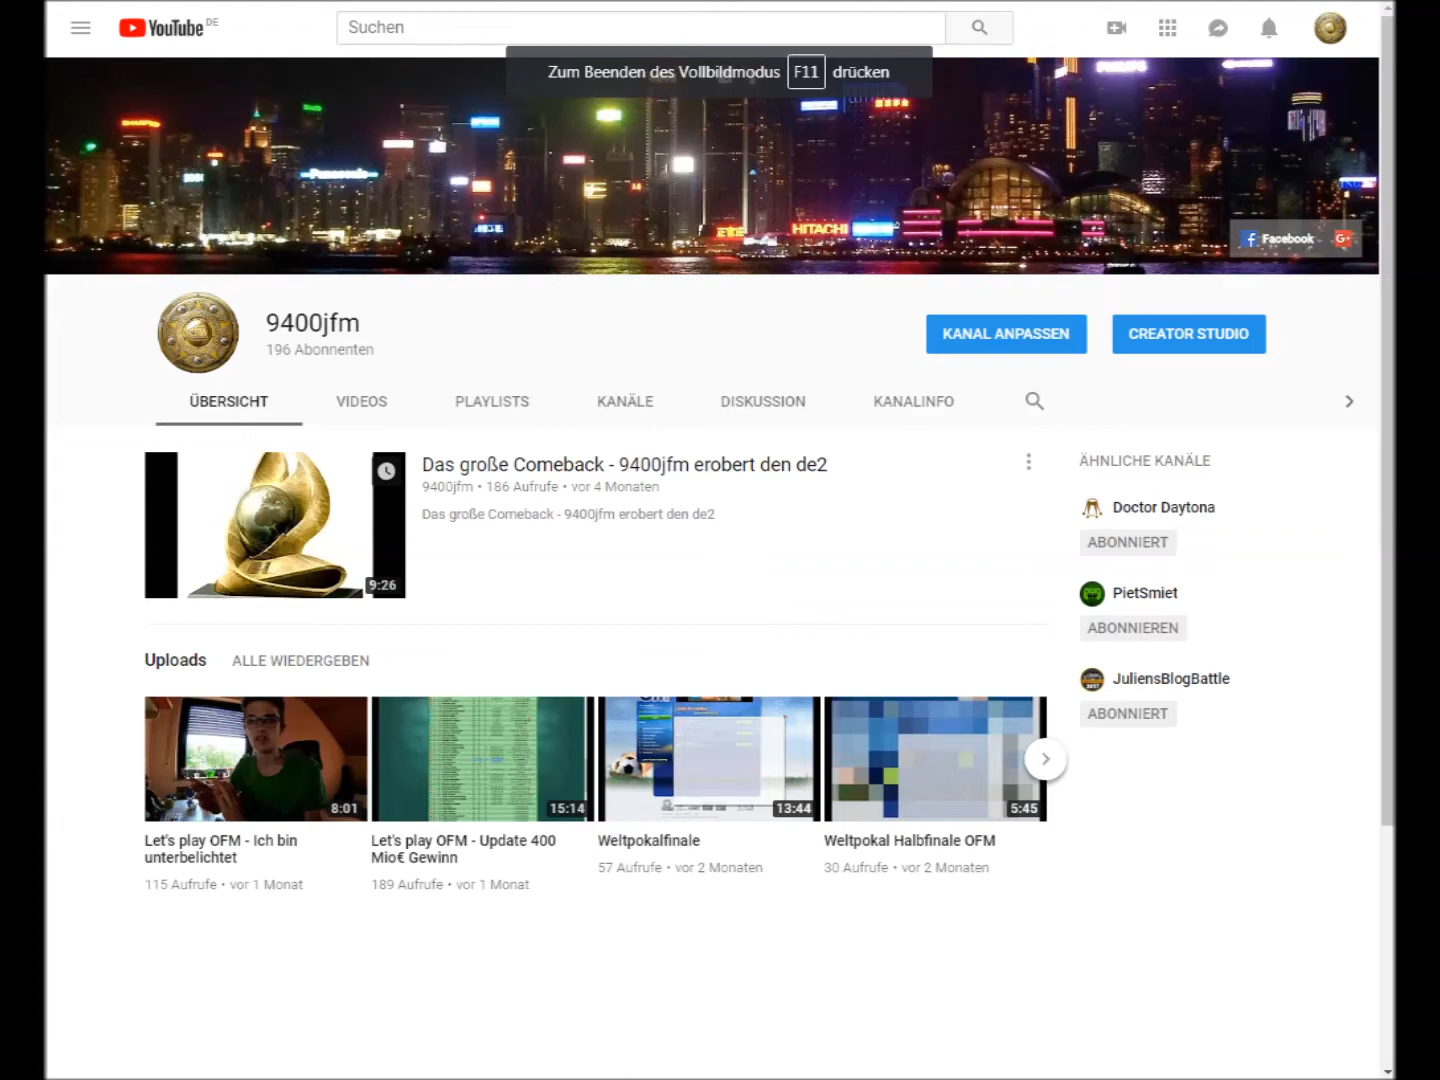 YouTube DE
Suchen
Zum Beenden des Vollbildmodus F11 drücken
Panasonic
HITACHI
Facebook
G+
9400jfm
196 Abonnenten
KANAL ANPASSEN
CREATOR STUDIO
ÜBERSICHT
VIDEOS
PLAYLISTS
KANÄLE
DISKUSSION
KANALINFO
Das große Comeback - 9400jfm erobert den de2
9400jfm • 186 Aufrufe • vor 4 Monaten
Das große Comeback - 9400jfm erobert den de2
9:26
ÄHNLICHE KANÄLE
Doctor Daytona
ABONNIERT
PietSmiet
ABONNIEREN
JuliensBlogBattle
ABONNIERT
Uploads ALLE WIEDERGEBEN
8:01
Let's play OFM - Ich bin
unterbelichtet
115 Aufrufe • vor 1 Monat
15:14
Let's play OFM - Update 400
Mio€ Gewinn
189 Aufrufe • vor 1 Monat
13:44
Weltpokalfinale
57 Aufrufe • vor 2 Monaten
5:45
Weltpokal Halbfinale OFM
30 Aufrufe • vor 2 Monaten